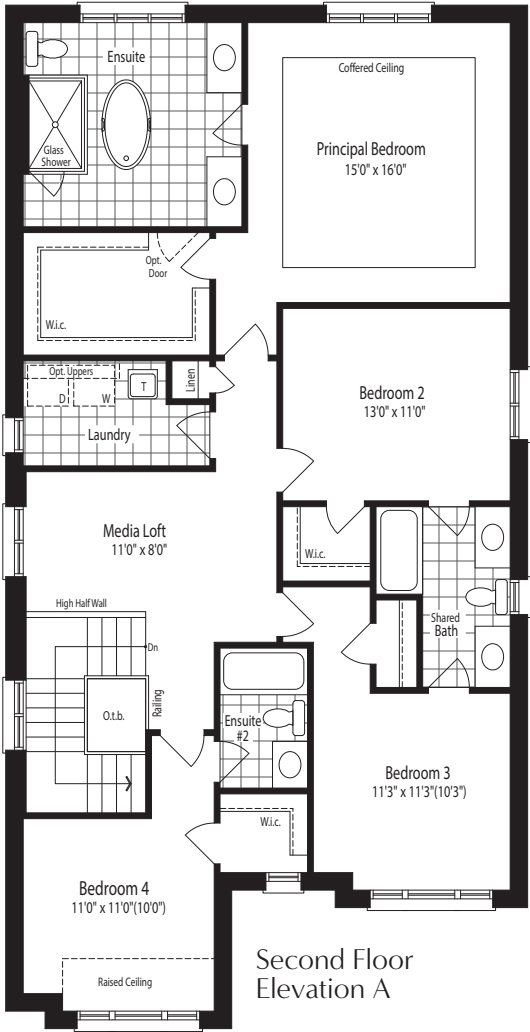 Ensuite
Coffered Ceiling
Glass
Shower
Principal Bedroom
15'0" x 16'0"
Opt.
Door
W.i.c.
Opt. Uppers
D
W
T
Linen
Laundry
Bedroom 2
13'0" x 11'0"
Media Loft
11'0" x 8'0"
W.i.c.
High Half Wall
Shared
Bath
Dn
Railing
O.t.b.
Ensuite
#2
Bedroom 3
11'3" x 11'3"(10'3")
W.i.c.
Bedroom 4
11'0" x 11'0"(10'0")
Raised Ceiling
Second Floor
Elevation A